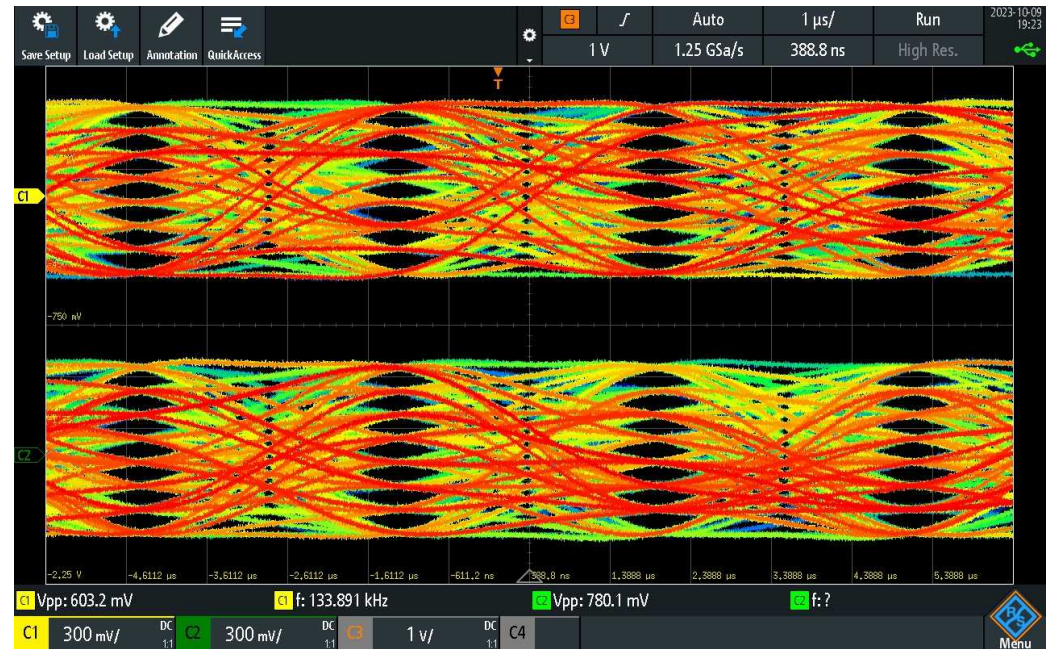 Save Setup Load Setup Annotation QuickAccess
C3 Auto 1 µs/ Run
2023-10-09
19:23
1 V 1.25 GSa/s 388.8 ns High Res.
T
C1
-750 mV
C2
-2.25 V -4.6112 µs -3.6112 µs -2.6112 µs -1.6112 µs -611.2 ns 388.8 ns 1.3888 µs 2.3888 µs 3.3888 µs 4.3888 µs 5.3888 µs
C1 Vpp: 603.2 mV C1 f: 133.891 kHz C2 Vpp: 780.1 mV C2 f: ?
C1 300 mV/ DC 1:1 C2 300 mV/ DC 1:1 C3 1 V/ DC 1:1 C4
R S
Menu